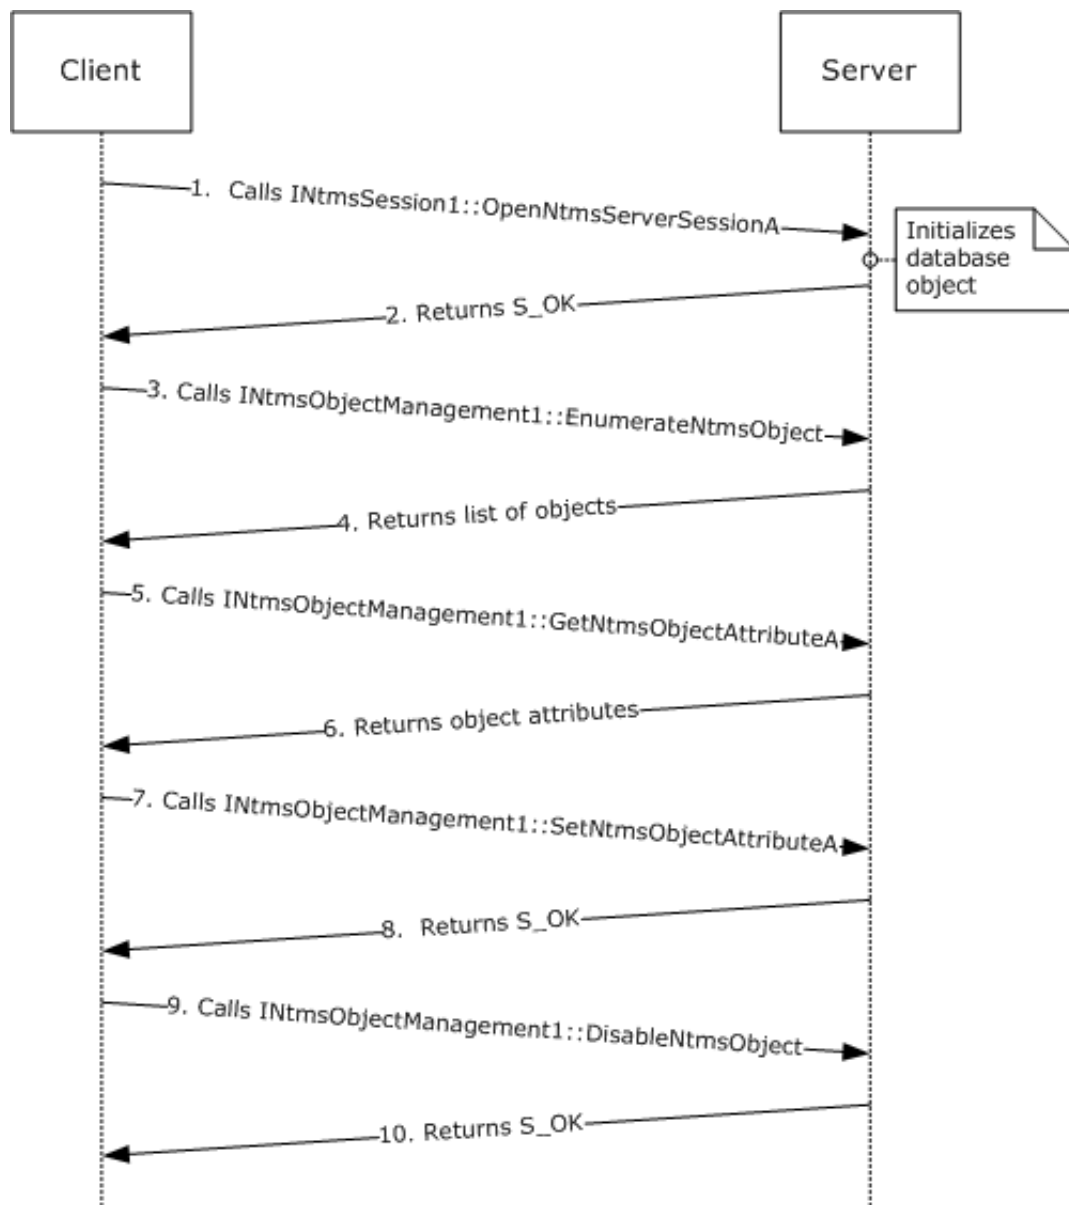 Client
Server
1.  Calls INtmsSession1::OpenNtmsServerSessionA
Initializes
database
object
2. Returns S_OK
3. Calls INtmsObjectManagement1::EnumerateNtmsObject
4. Returns list of objects
5. Calls INtmsObjectManagement1::GetNtmsObjectAttributeA
6. Returns object attributes
7. Calls INtmsObjectManagement1::SetNtmsObjectAttributeA
8.  Returns S_OK
9. Calls INtmsObjectManagement1::DisableNtmsObject
10. Returns S_OK